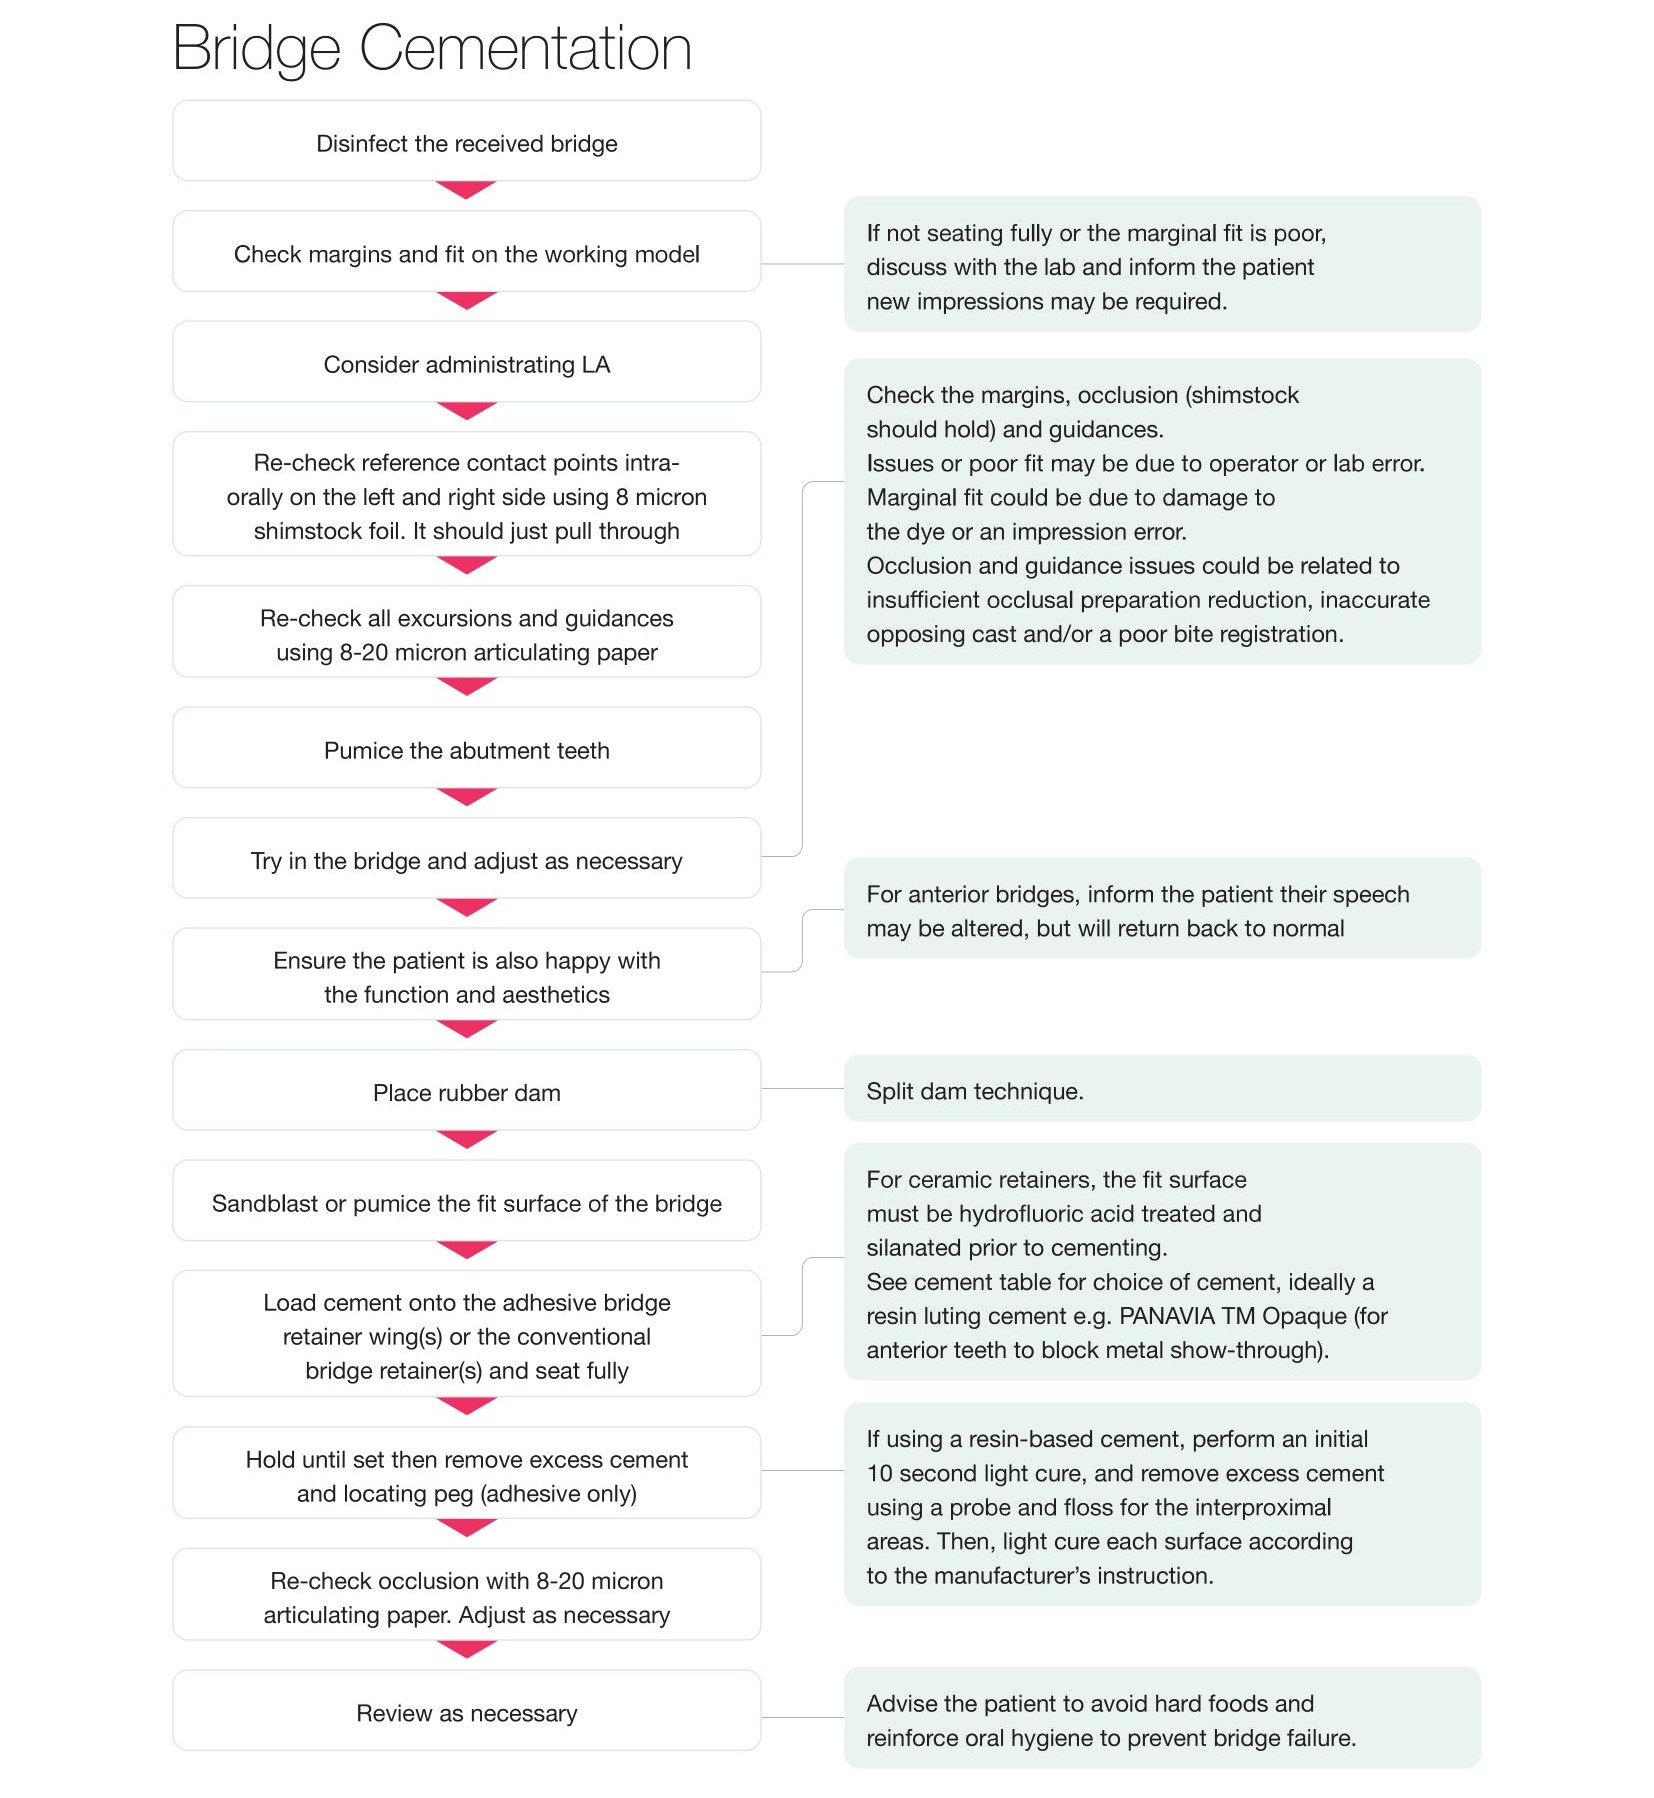 Bridge Cementation
Disinfect the received bridge
Check margins and fit on the working model
If not seating fully or the marginal fit is poor,
discuss with the lab and inform the patient
new impressions may be required.
Consider administrating LA
Re-check reference contact points intra-
orally on the left and right side using 8 micron
shimstock foil. It should just pull through
Re-check all excursions and guidances
using 8-20 micron articulating paper
Pumice the abutment teeth
Try in the bridge and adjust as necessary
Check the margins, occlusion (shimstock
should hold) and guidances.
Issues or poor fit may be due to operator or lab error.
Marginal fit could be due to damage to
the dye or an impression error.
Occlusion and guidance issues could be related to
insufficient occlusal preparation reduction, inaccurate
opposing cast and/or a poor bite registration.
Ensure the patient is also happy with
the function and aesthetics
For anterior bridges, inform the patient their speech
may be altered, but will return back to normal
Place rubber dam
Split dam technique.
Sandblast or pumice the fit surface of the bridge
Load cement onto the adhesive bridge
retainer wing(s) or the conventional
bridge retainer(s) and seat fully
For ceramic retainers, the fit surface
must be hydrofluoric acid treated and
silanated prior to cementing.
See cement table for choice of cement, ideally a
resin luting cement e.g. PANAVIA TM Opaque (for
anterior teeth to block metal show-through).
Hold until set then remove excess cement
and locating peg (adhesive only)
If using a resin-based cement, perform an initial
10 second light cure, and remove excess cement
using a probe and floss for the interproximal
areas. Then, light cure each surface according
to the manufacturer’s instruction.
Re-check occlusion with 8-20 micron
articulating paper. Adjust as necessary
Review as necessary
Advise the patient to avoid hard foods and
reinforce oral hygiene to prevent bridge failure.